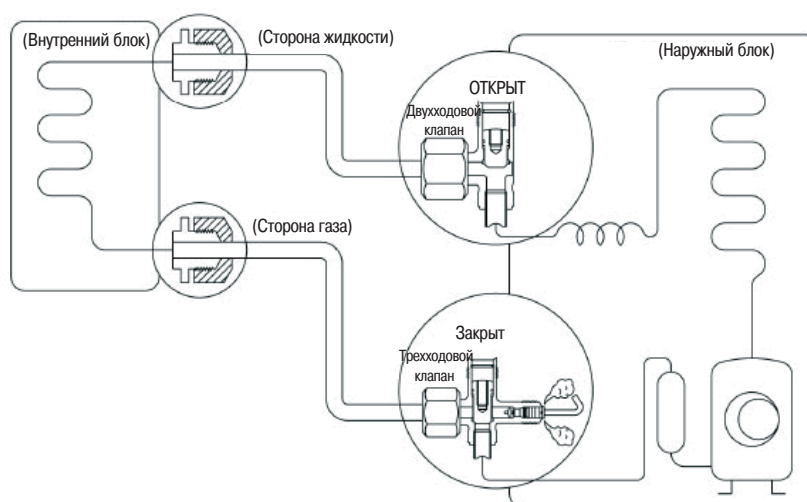 (Внутренний блок)
(Сторона жидкости)
(Наружный блок)
ОТКРЫТ
Двухходовой
клапан
(Сторона газа)
Закрыт
Трехходовой
клапан